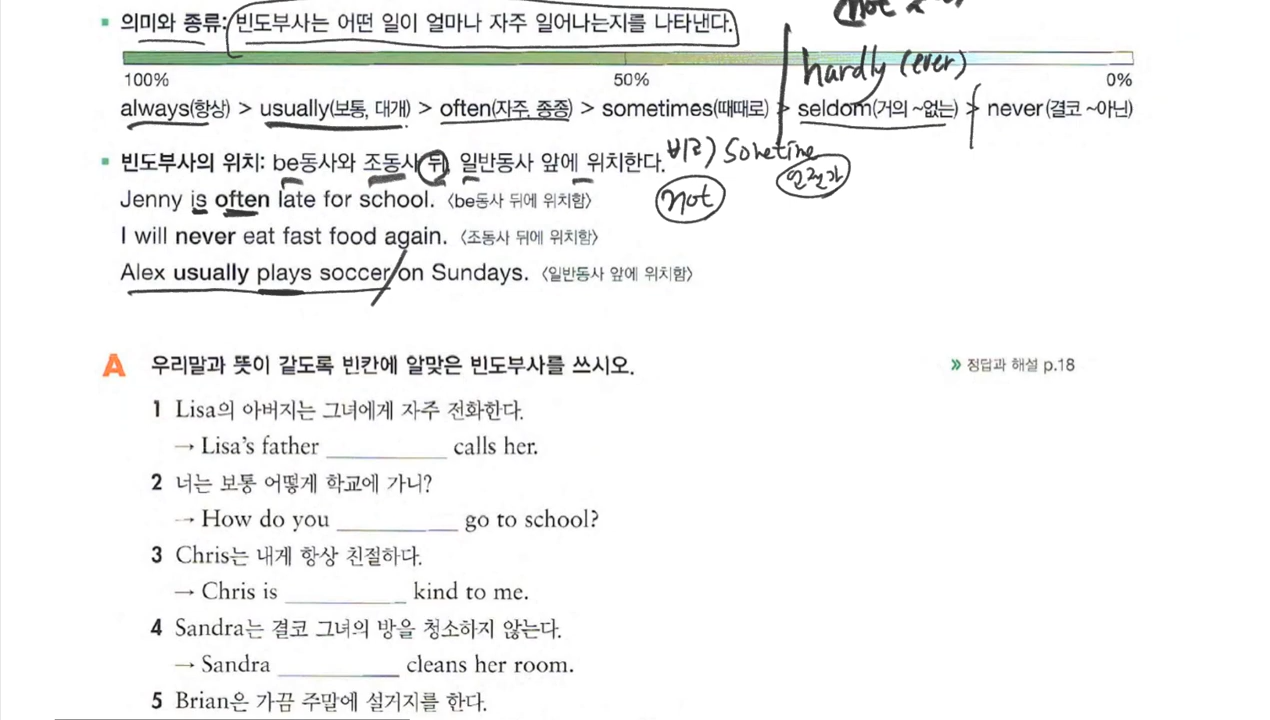 not
▪ 의미와 종류: 빈도부사는 어떤 일이 얼마나 자주 일어나는지를 나타낸다.
hardly (ever)
100% 50% 0%
always(항상) > usually(보통, 대개) > often(자주, 종종) > sometimes(때때로) > seldom(거의 ~없는) > never(결코 ~아닌)
▪ 빈도부사의 위치: be동사와 조동사 뒤, 일반동사 앞에 위치한다. 비교) Sometime
언젠가
Jenny is often late for school. 〈be동사 뒤에 위치함〉 not
I will never eat fast food again. 〈조동사 뒤에 위치함〉
Alex usually plays soccer on Sundays. 〈일반동사 앞에 위치함〉
A 우리말과 뜻이 같도록 빈칸에 알맞은 빈도부사를 쓰시오. » 정답과 해설 p.18
1 Lisa의 아버지는 그녀에게 자주 전화한다.
→ Lisa's father ________ calls her.
2 너는 보통 어떻게 학교에 가니?
→ How do you ________ go to school?
3 Chris는 내게 항상 친절하다.
→ Chris is ________ kind to me.
4 Sandra는 결코 그녀의 방을 청소하지 않는다.
→ Sandra ________ cleans her room.
5 Brian은 가끔 주말에 설거지를 한다.